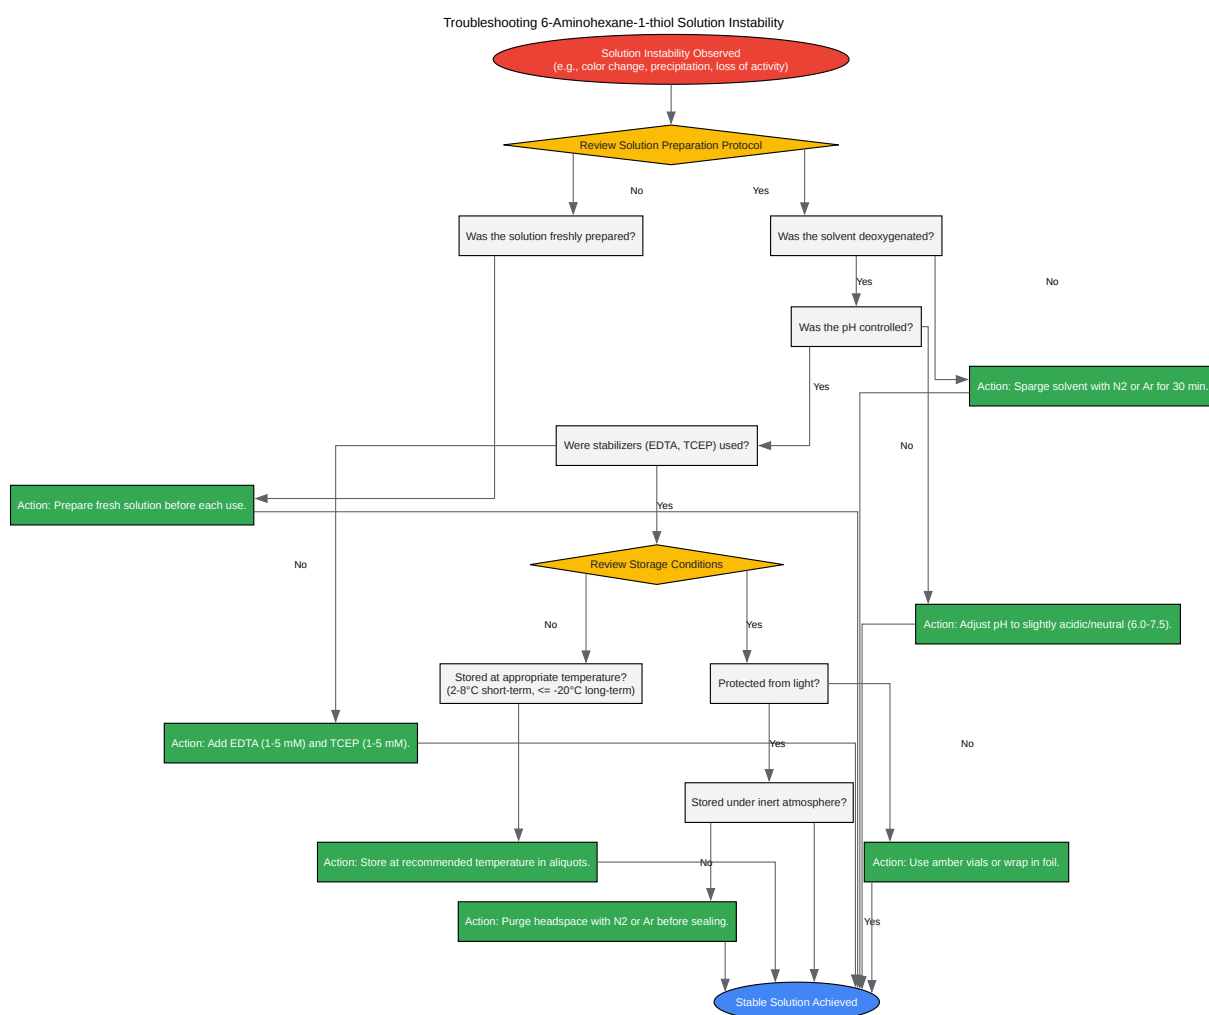 Troubleshooting 6-Aminohexane-1-thiol Solution Instability
Solution Instability Observed
(e.g., color change, precipitation, loss of activity)
Review Solution Preparation Protocol
No
Yes
Was the solution freshly prepared?
Was the solvent deoxygenated?
Yes
No
Was the pH controlled?
Action: Sparge solvent with N2 or Ar for 30 min.
Yes
Were stabilizers (EDTA, TCEP) used?
No
Action: Prepare fresh solution before each use.
Yes
No
Review Storage Conditions
No
Yes
Action: Adjust pH to slightly acidic/neutral (6.0-7.5).
Stored at appropriate temperature?
(2-8°C short-term, <= -20°C long-term)
Protected from light?
Action: Add EDTA (1-5 mM) and TCEP (1-5 mM).
Yes
No
Stored under inert atmosphere?
Action: Store at recommended temperature in aliquots.
No
Action: Use amber vials or wrap in foil.
Action: Purge headspace with N2 or Ar before sealing.
Yes
Stable Solution Achieved